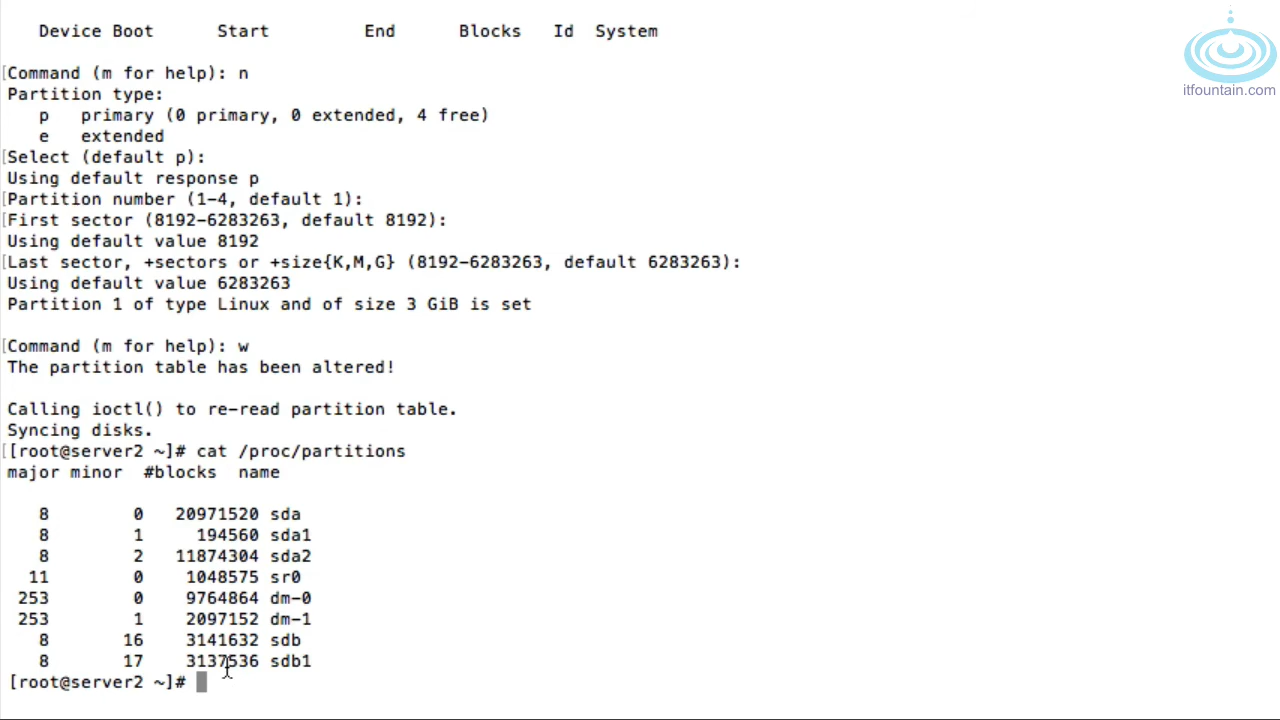 Device Boot      Start         End      Blocks   Id  System
itfountain.com
[Command (m for help): n
Partition type:
   p   primary (0 primary, 0 extended, 4 free)
   e   extended
[Select (default p):
Using default response p
[Partition number (1-4, default 1):
[First sector (8192-6283263, default 8192):
Using default value 8192
[Last sector, +sectors or +size{K,M,G} (8192-6283263, default 6283263):
Using default value 6283263
Partition 1 of type Linux and of size 3 GiB is set
[Command (m for help): w
The partition table has been altered!
Calling ioctl() to re-read partition table.
Syncing disks.
[[root@server2 ~]# cat /proc/partitions
major minor  #blocks  name
   8        0   20971520 sda
   8        1     194560 sda1
   8        2   11874304 sda2
  11        0    1048575 sr0
 253        0    9764864 dm-0
 253        1    2097152 dm-1
   8       16    3141632 sdb
   8       17    3137536 sdb1
[root@server2 ~]#